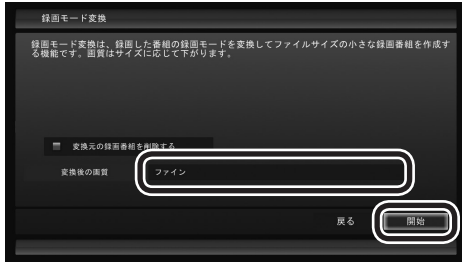 録画モード変換
録画モード変換は、録画した番組の録画モードを変換してファイルサイズの小さな録画番組を作成す
る機能です。画質はサイズに応じて下がります。
変換元の録画番組を削除する
変換後の画質
ファイン
戻る
開始